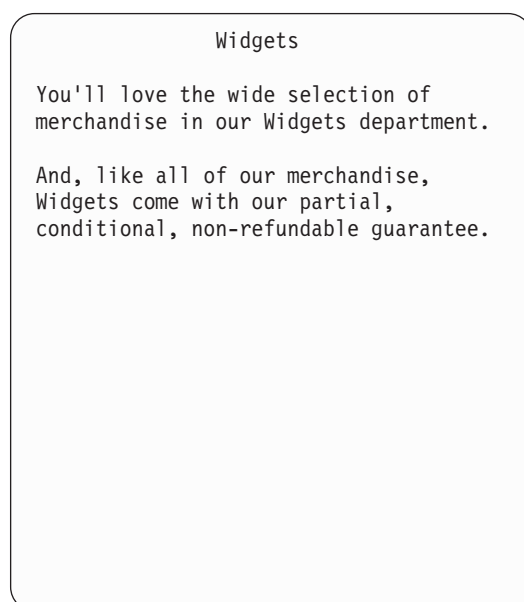 Widgets
You'll love the wide selection of
merchandise in our Widgets department.
And, like all of our merchandise,
Widgets come with our partial,
conditional, non-refundable guarantee.